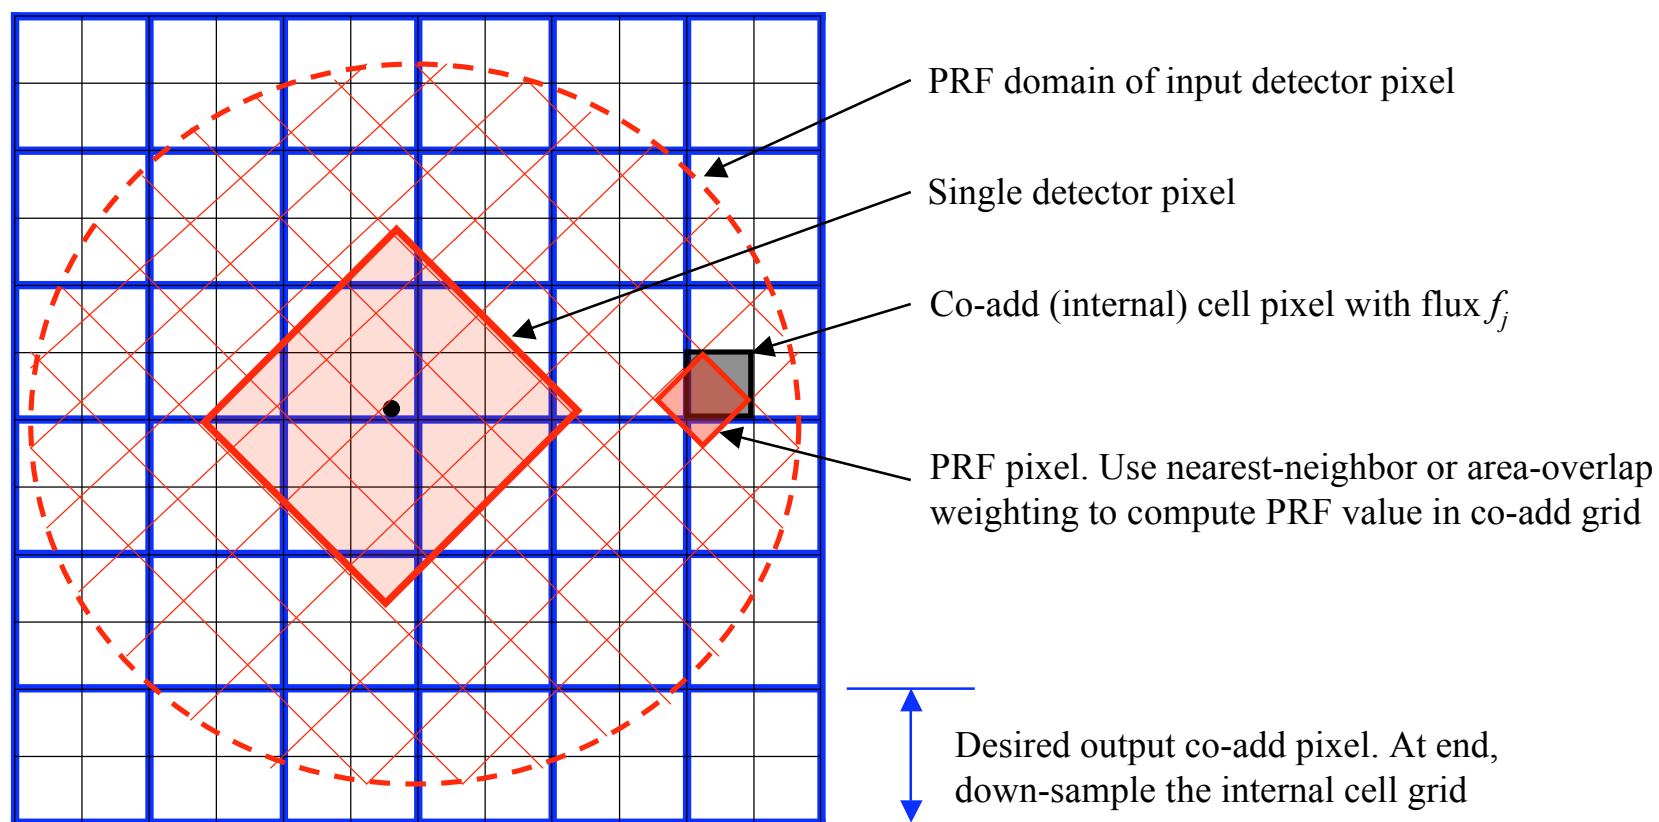 PRF domain of input detector pixel
Single detector pixel
Co-add (internal) cell pixel with flux f_j
PRF pixel. Use nearest-neighbor or area-overlap
weighting to compute PRF value in co-add grid
Desired output co-add pixel. At end,
down-sample the internal cell grid